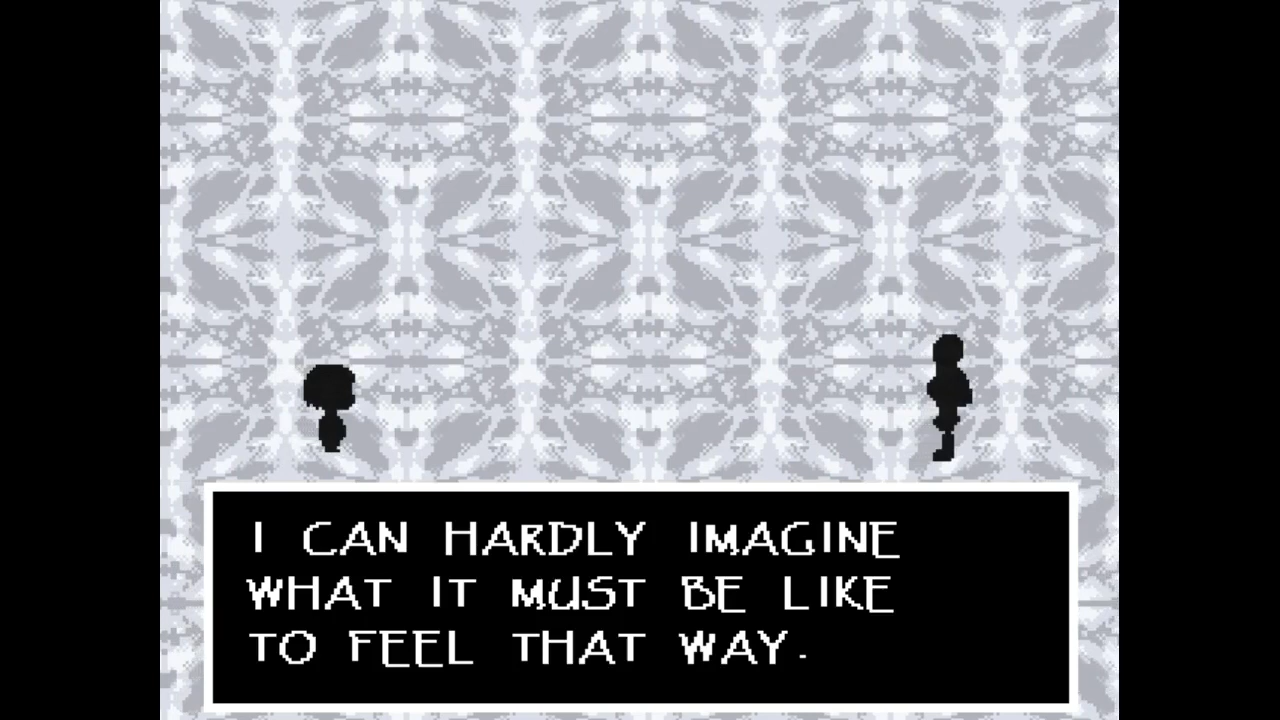 I CAN HARDLY IMAGINE
WHAT IT MUST BE LIKE
TO FEEL THAT WAY.